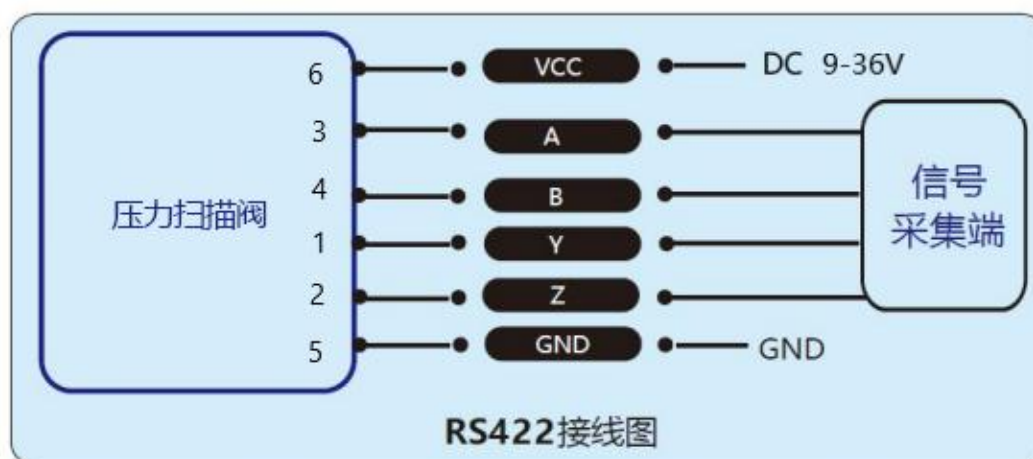 6 VCC DC 9-36V
3 A
4 B
压力扫描阀
信号
采集端
1 Y
2 Z
5 GND GND
RS422接线图